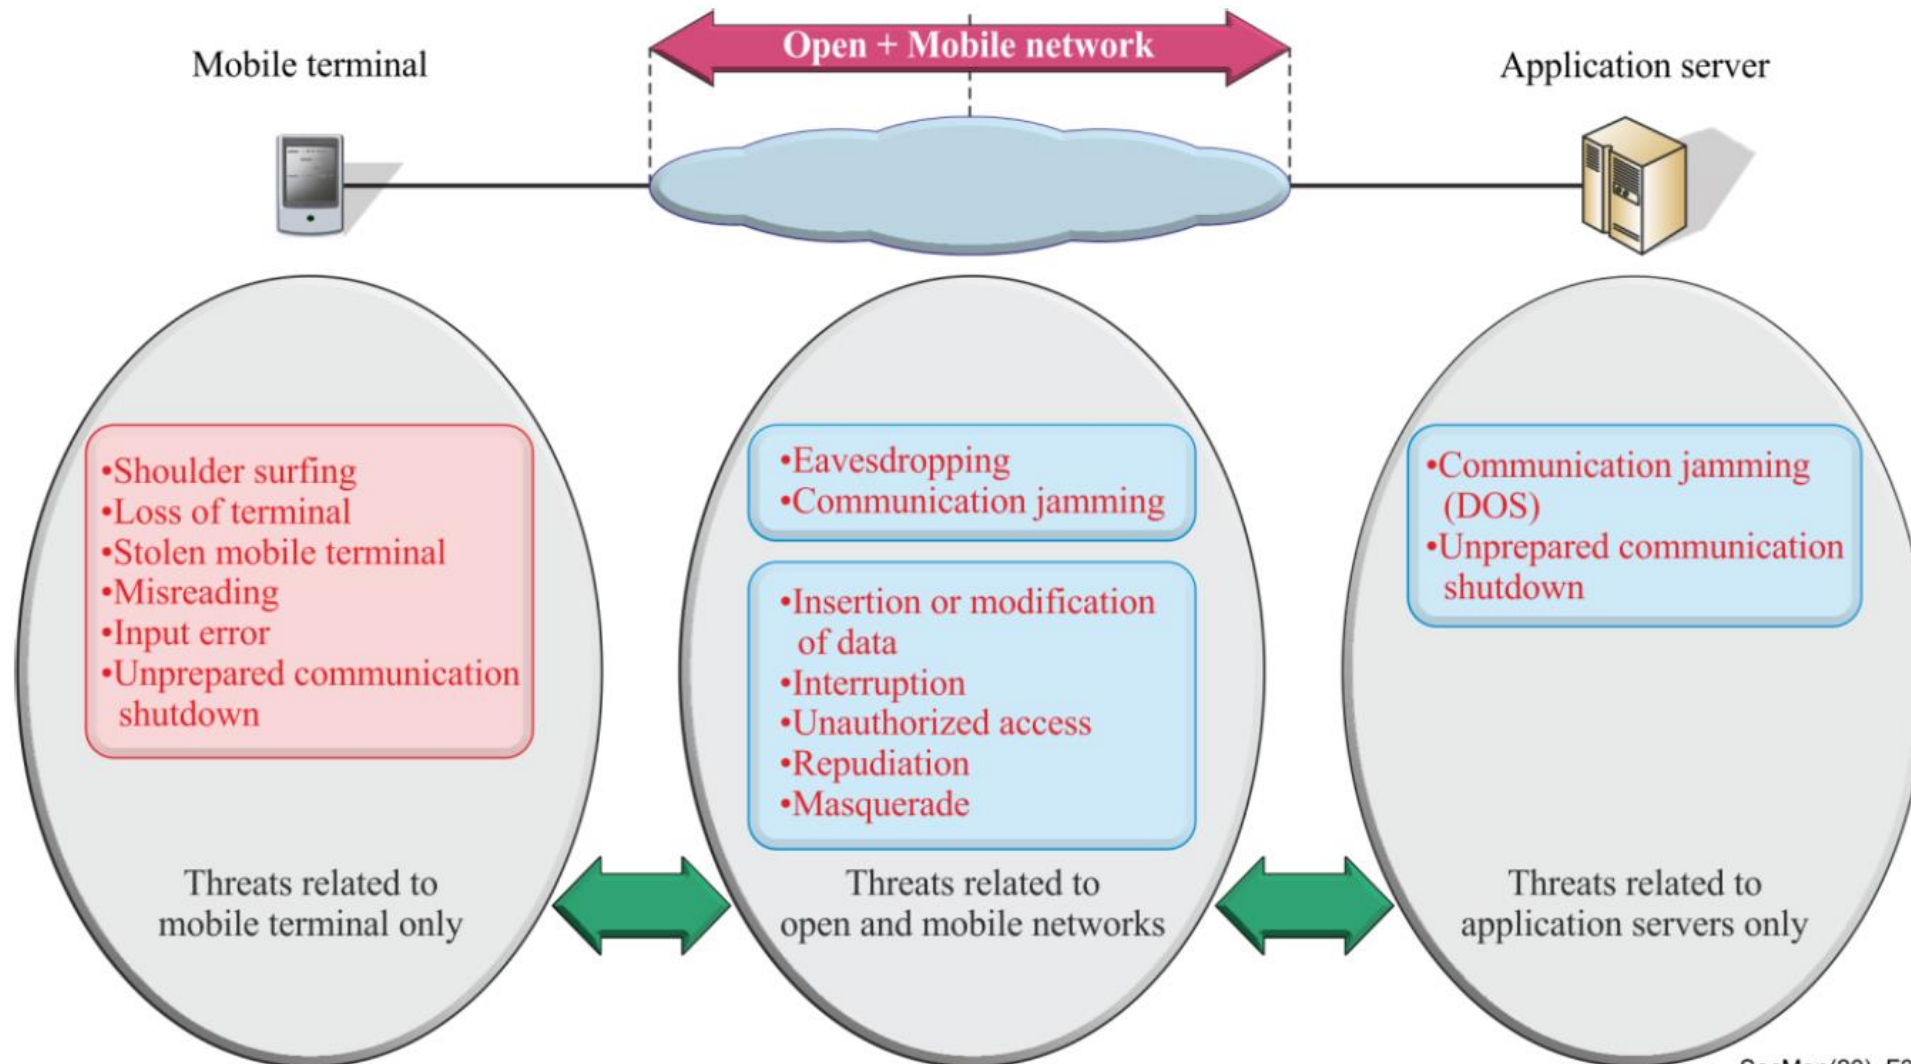 Open + Mobile network
Mobile terminal
Application server
•Shoulder surfing
•Loss of terminal
•Stolen mobile terminal
•Misreading
•Input error
•Unprepared communication
shutdown
Threats related to
mobile terminal only
•Eavesdropping
•Communication jamming
•Insertion or modification
of data
•Interruption
•Unauthorized access
•Repudiation
•Masquerade
Threats related to
open and mobile networks
•Communication jamming
(DOS)
•Unprepared communication
shutdown
Threats related to
application servers only